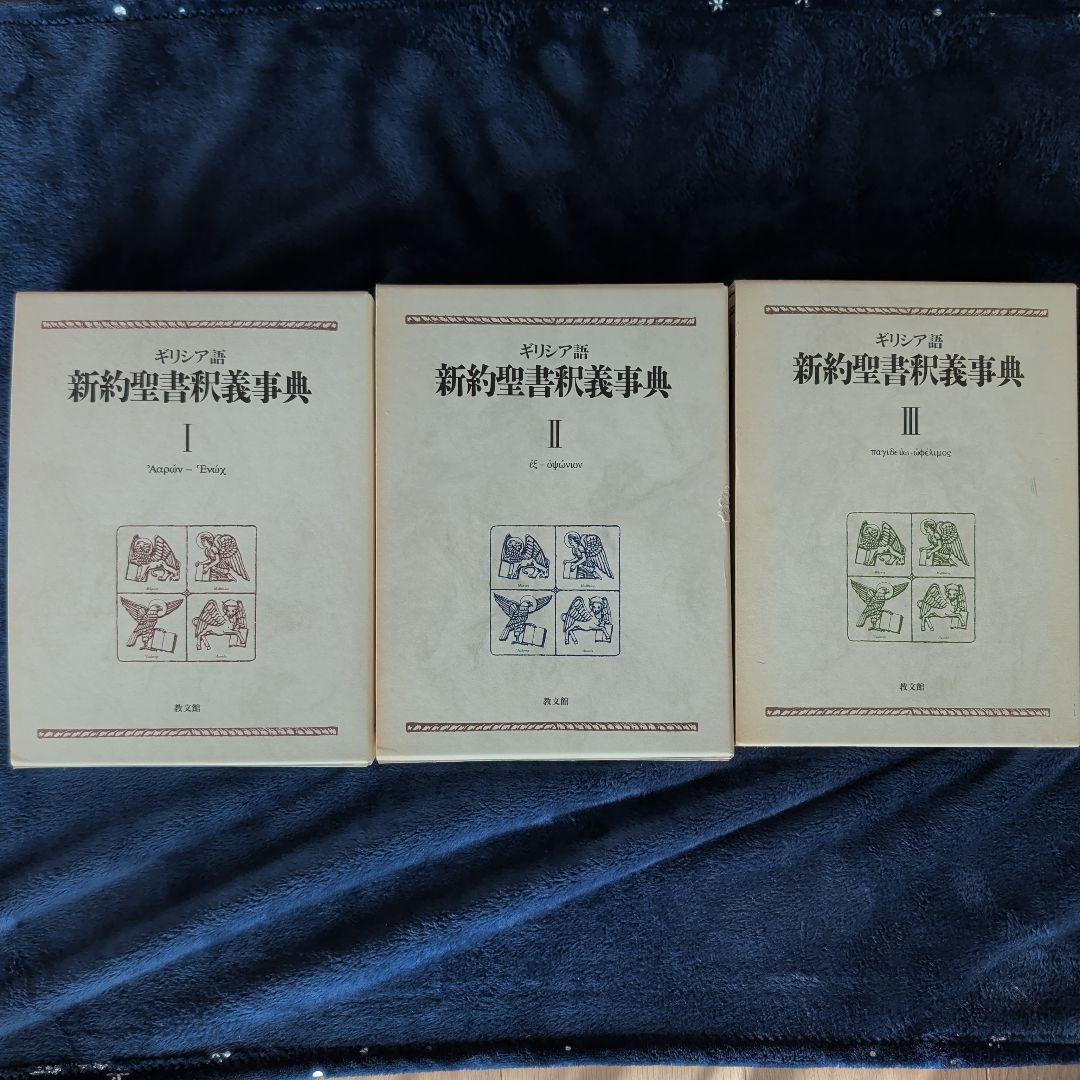 ギリシア語
新約聖書釈義事典
I
Ἀαρών – Ἑνώχ
教文館
ギリシア語
新約聖書釈義事典
II
ἐξ – ὀψώνιον
教文館
ギリシア語
新約聖書釈義事典
III
παγιδεύω - ὠφέλιμος
教文館